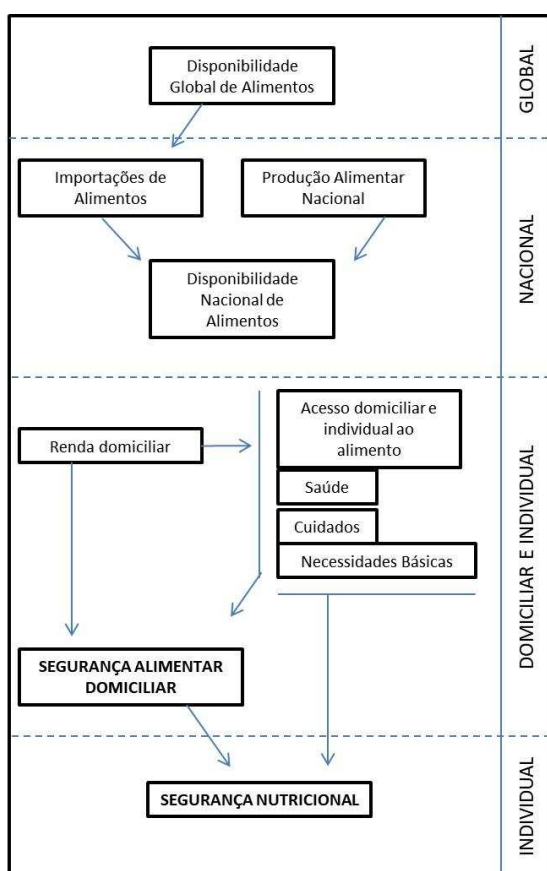 Disponibilidade
Global de Alimentos
GLOBAL
Importações de
Alimentos
Produção Alimentar
Nacional
Disponibilidade
Nacional de
Alimentos
NACIONAL
Renda domiciliar
Acesso domiciliar e
individual ao
alimento
Saúde
Cuidados
Necessidades Básicas
SEGURANÇA ALIMENTAR
DOMICILIAR
DOMICILIAR E INDIVIDUAL
SEGURANÇA NUTRICIONAL
INDIVIDUAL